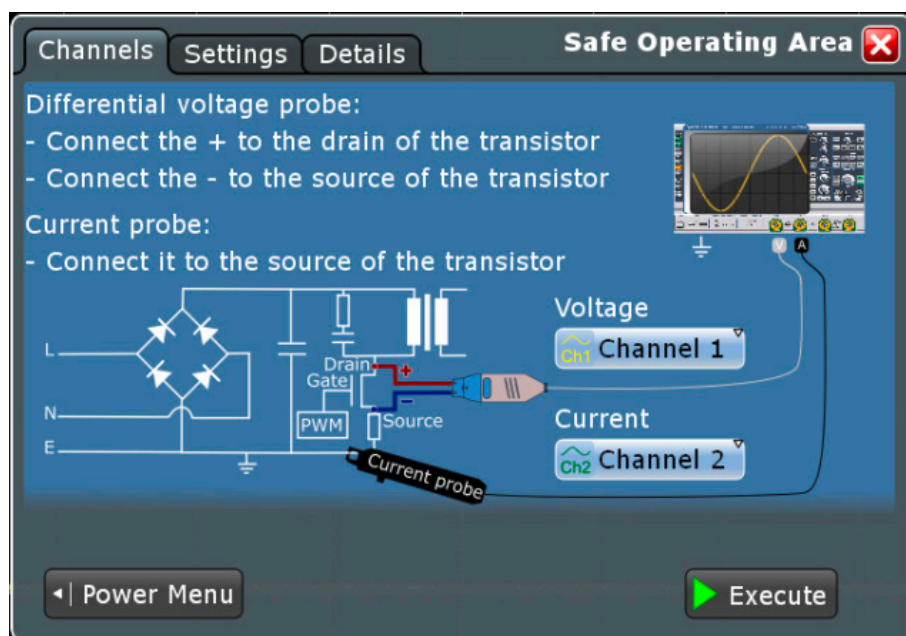 Channels Settings Details Safe Operating Area
Differential voltage probe:
- Connect the + to the drain of the transistor
- Connect the - to the source of the transistor
Current probe:
- Connect it to the source of the transistor
V A
Voltage
Ch1 Channel 1
L
Drain +
Gate
N
PWM
Source
-
Current
E
Current probe
Ch2 Channel 2
Power Menu
Execute